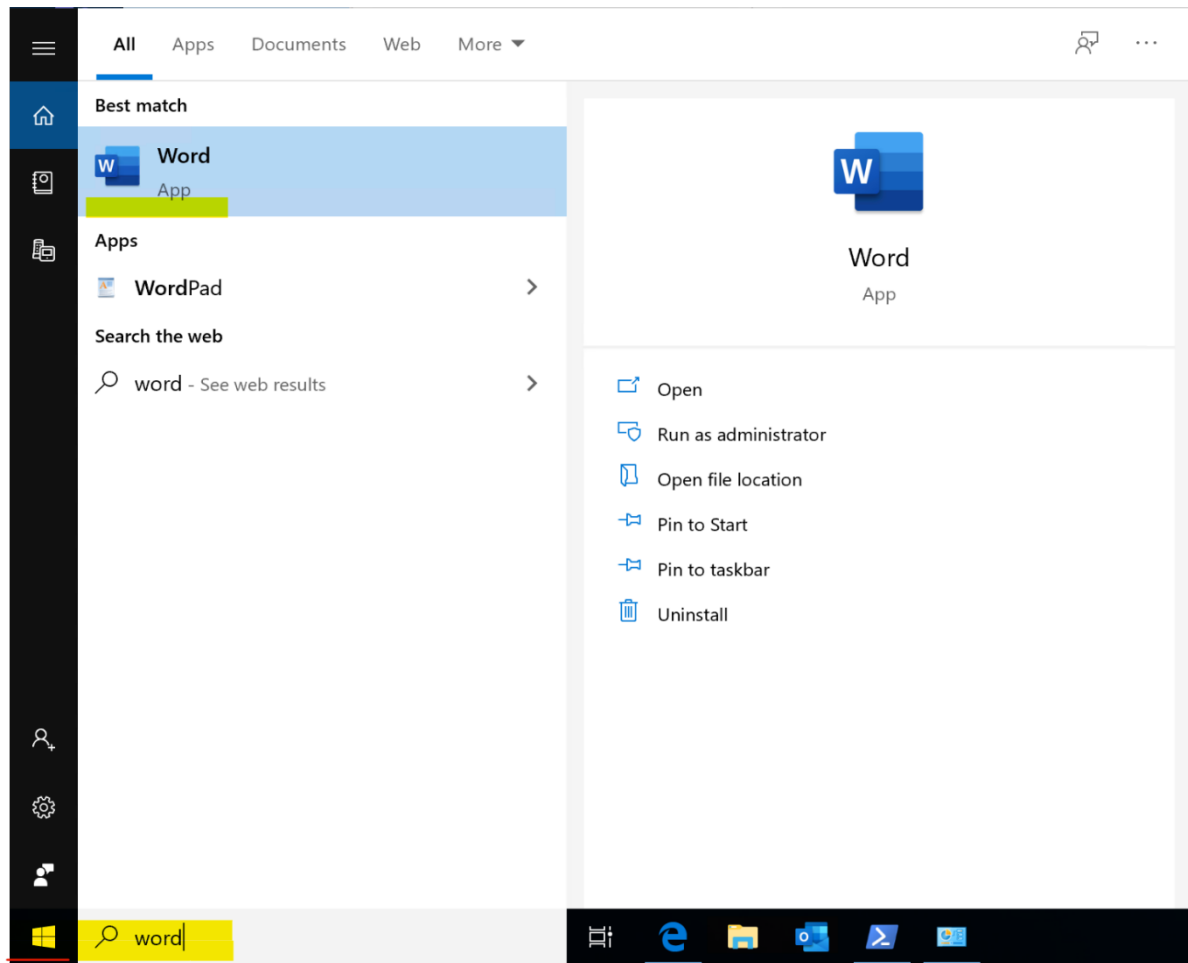 All Apps Documents Web More
Best match
Word
App
Apps
WordPad
Search the web
word - See web results
word
Word
App
Open
Run as administrator
Open file location
Pin to Start
Pin to taskbar
Uninstall